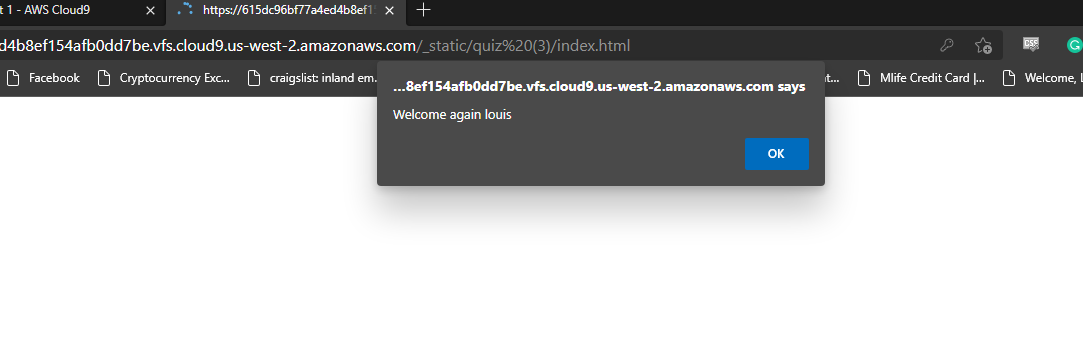 t 1 - AWS Cloud9
https://615dc96bf77a4ed4b8ef1
d4b8ef154afb0dd7be.vfs.cloud9.us-west-2.amazonaws.com/_static/quiz%20(3)/index.html
CSF
Facebook
Cryptocurrency Exc...
craigslist: inland em...
t...
Mlife Credit Card |...
Welcome, L
...8ef154afb0dd7be.vfs.cloud9.us-west-2.amazonaws.com says
Welcome again louis
OK